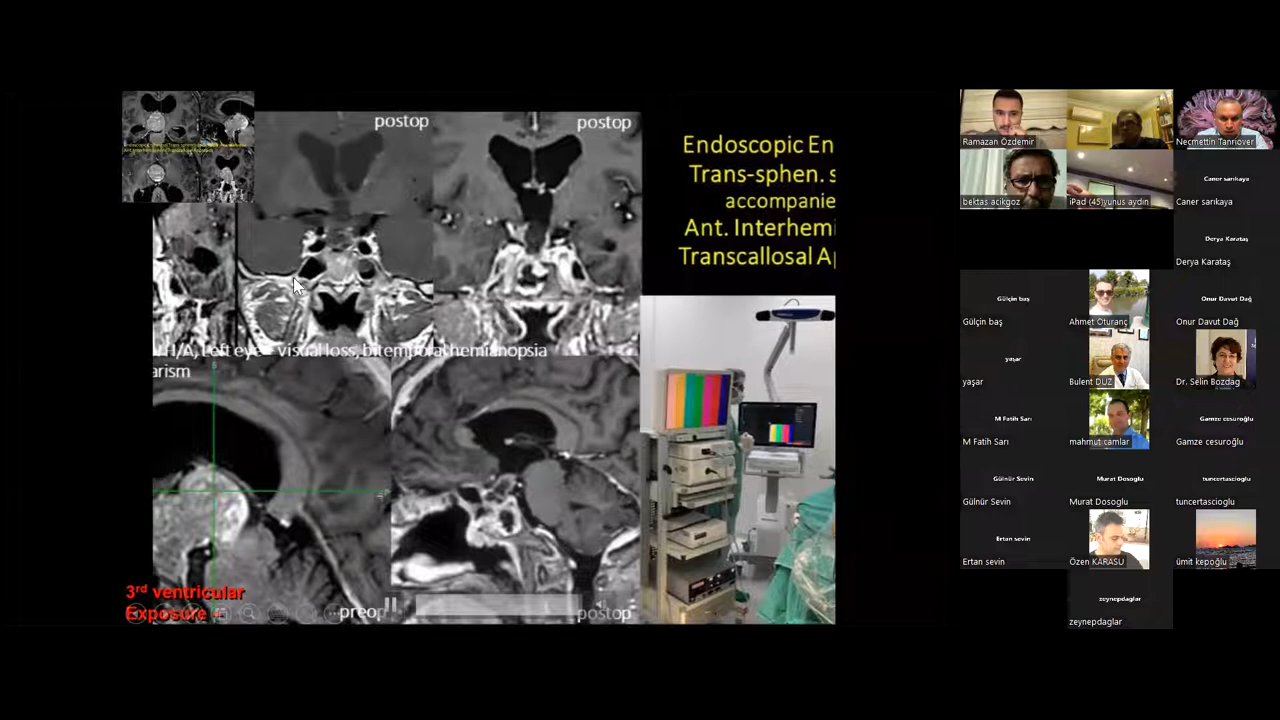 postop
postop
Endoscopic En
Trans-sphen. s
accompanie
Ant. Interhemi
Transcallosal A
H/A, Left eye visual loss, bitemporal hemianopsia
arism
3rd ventricular
Exposure
preop
postop
Ramazan Özdemir
Necmettin Tanriover
bektas acikgoz
iPad (45)yunus aydin
Caner sarıkaya
Caner sarıkaya
Derya Karataş
Derya Karataş
Gülçin baş
Gülçin baş
Ahmet Öturanç
Onur Davut Dağ
Onur Davut Dağ
yaşar
yaşar
Bulent DUZ
Dr. Selin Bozdag
M Fatih Sarı
M Fatih Sarı
mahmut camlar
Gamze cesuroğlu
Gamze cesuroğlu
Gülnür Sevin
Gülnür Sevin
Murat Dosoglu
Murat Dosoglu
tuncertascioglu
tuncertascioglu
Ertan sevin
Ertan sevin
Özen KARASU
ümit kepoğlu
zeynepdaglar
zeynepdaglar